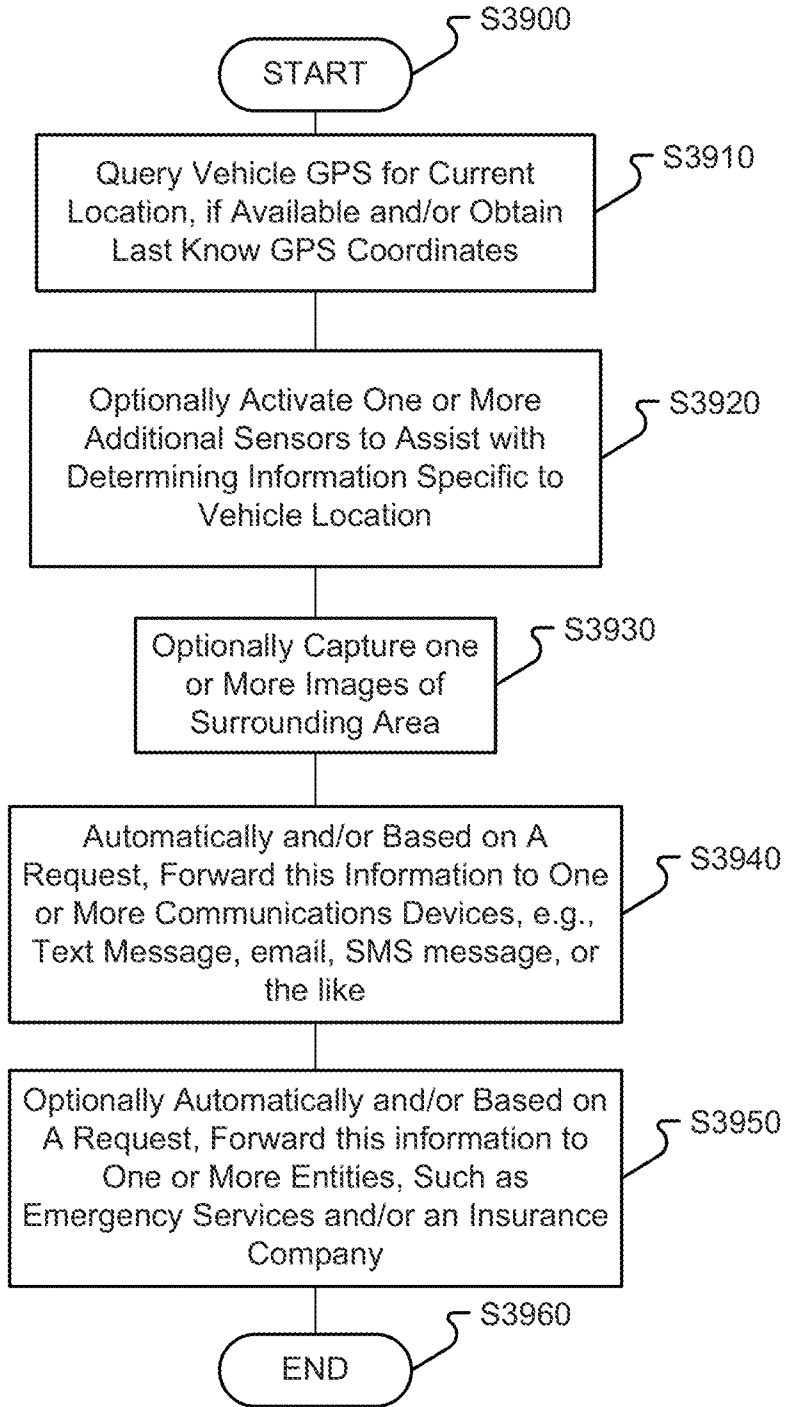 S3900
START
S3910
Query Vehicle GPS for Current
Location, if Available and/or Obtain
Last Know GPS Coordinates
S3920
Optionally Activate One or More
Additional Sensors to Assist with
Determining Information Specific to
Vehicle Location
S3930
Optionally Capture one
or More Images of
Surrounding Area
Automatically and/or Based on A
Request, Forward this Information to One
or More Communications Devices, e.g.,
Text Message, email, SMS message, or
the like
S3940
Optionally Automatically and/or Based on
A Request, Forward this information to
One or More Entities, Such as
Emergency Services and/or an Insurance
Company
S3950
S3960
END